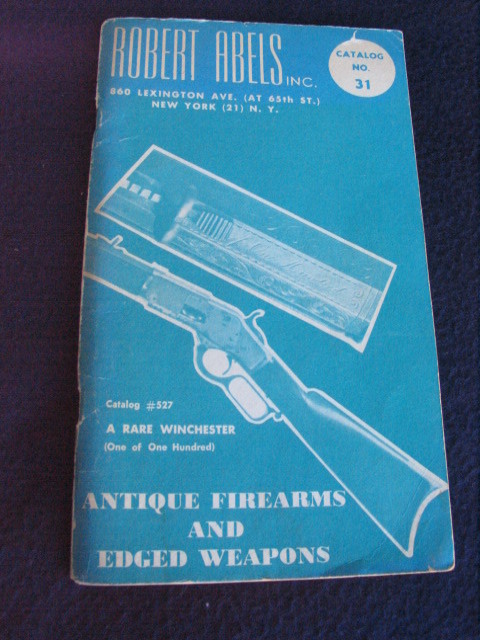 ROBERT ABELS INC.
860 LEXINGTON AVE. (AT 65th ST.)
NEW YORK (21) N. Y.
CATALOG
NO.
31
Catalog #527
A RARE WINCHESTER
(One of One Hundred)
ANTIQUE FIREARMS
AND
EDGED WEAPONS